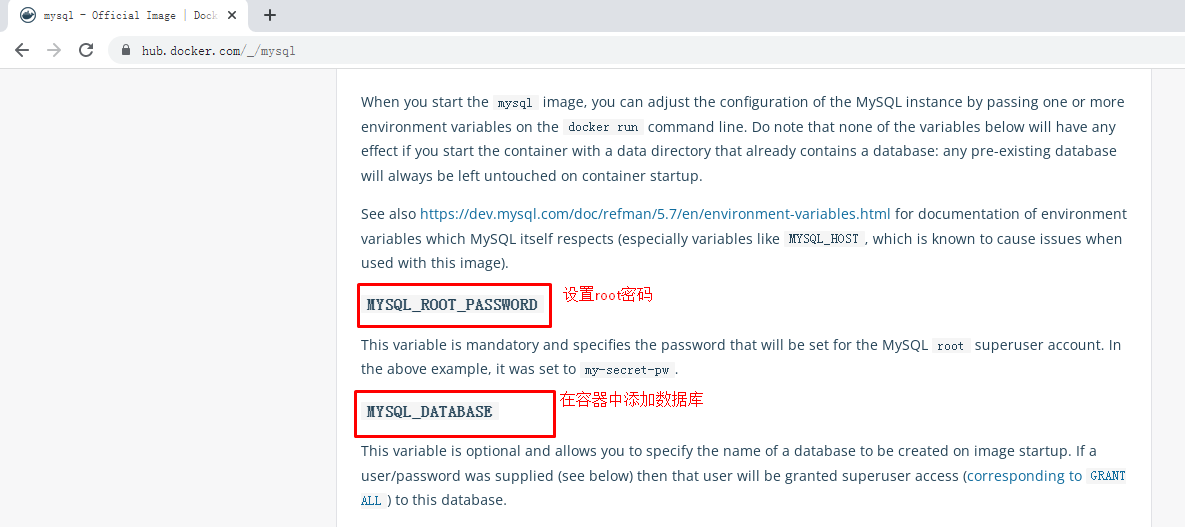 mysql - Official Image | Dock
hub.docker.com/_/mysql
When you start the mysql image, you can adjust the configuration of the MySQL instance by passing one or more
environment variables on the docker run command line. Do note that none of the variables below will have any
effect if you start the container with a data directory that already contains a database: any pre-existing database
will always be left untouched on container startup.
See also https://dev.mysql.com/doc/refman/5.7/en/environment-variables.html for documentation of environment
variables which MySQL itself respects (especially variables like MYSQL_HOST, which is known to cause issues when
used with this image).
MYSQL_ROOT_PASSWORD 设置root密码
This variable is mandatory and specifies the password that will be set for the MySQL root superuser account. In
the above example, it was set to my-secret-pw.
MYSQL_DATABASE 在容器中添加数据库
This variable is optional and allows you to specify the name of a database to be created on image startup. If a
user/password was supplied (see below) then that user will be granted superuser access (corresponding to GRANT
ALL) to this database.